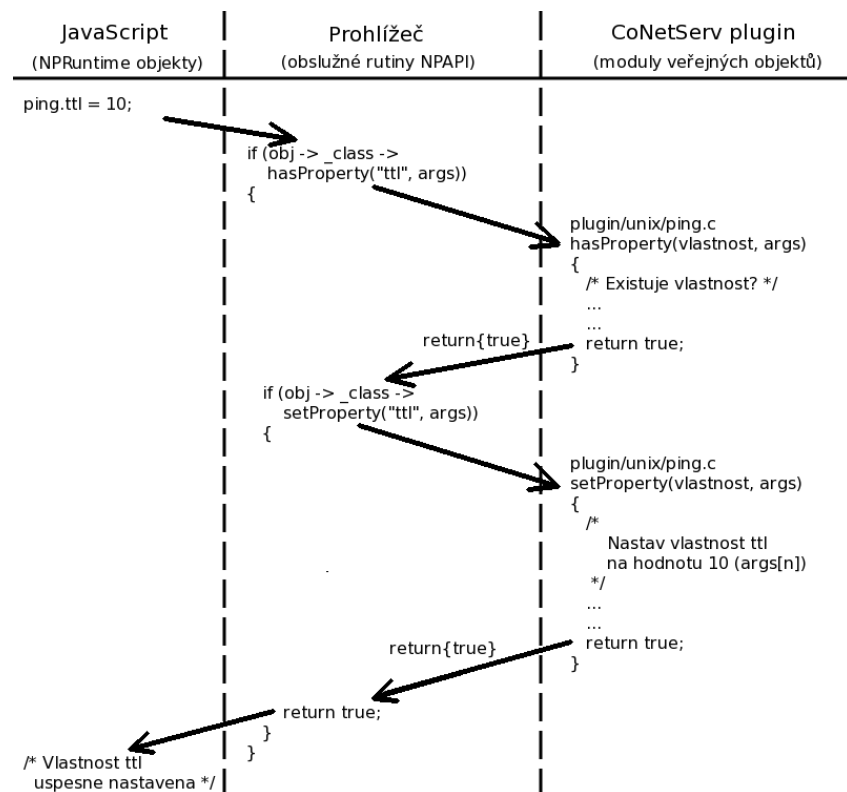 JavaScript
(NPRuntime objekty)
Prohlížeč
(obslužné rutiny NPAPI)
CoNetServ plugin
(moduly veřejných objektů)
ping.ttl = 10;
if (obj -> _class ->
hasProperty("ttl", args))
{
plugin/unix/ping.c
hasProperty(vlastnost, args)
{
/* Existuje vlastnost? */
...
...
return true;
}
return{true}
if (obj -> _class ->
setProperty("ttl", args))
{
plugin/unix/ping.c
setProperty(vlastnost, args)
{
/*
Nastav vlastnost ttl
na hodnotu 10 (args[n])
*/
...
...
return true;
}
return{true}
return true;
}
}
/* Vlastnost ttl
uspesne nastavena */